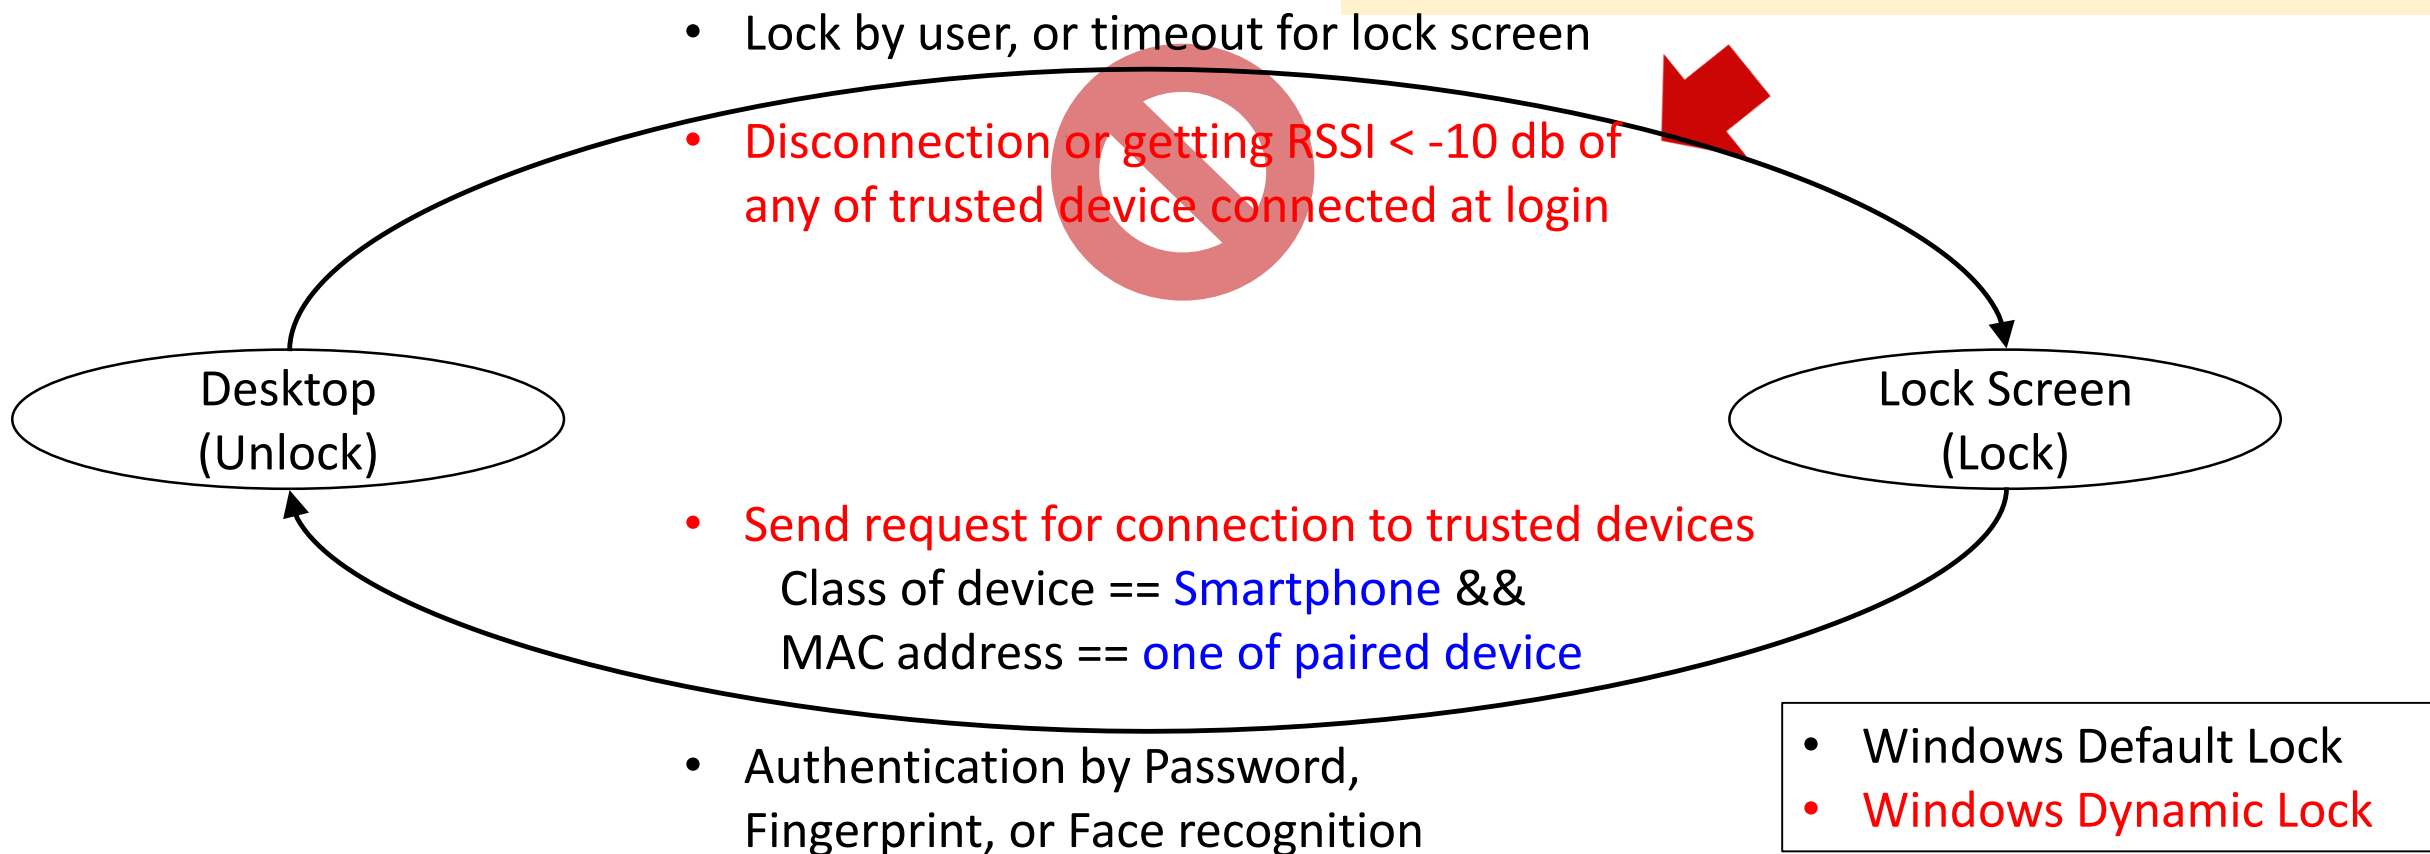 • Lock by user, or timeout for lock screen
• Disconnection or getting RSSI < -10 db of
any of trusted device connected at login
Desktop
(Unlock)
Lock Screen
(Lock)
• Send request for connection to trusted devices
Class of device == Smartphone &&
MAC address == one of paired device
• Authentication by Password,
Fingerprint, or Face recognition
• Windows Default Lock
• Windows Dynamic Lock